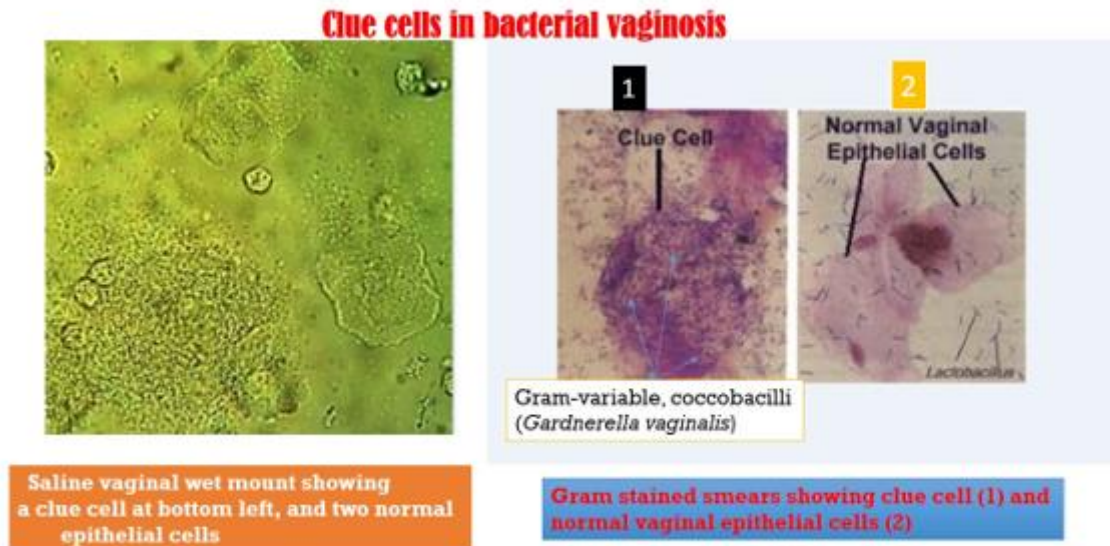 Clue cells in bacterial vaginosis
1
2
Clue Cell
Normal Vaginal
Epithelial Cells
Lactobacillus
Gram-variable, coccobacilli
(Gardnerella vaginalis)
Saline vaginal wet mount showing
a clue cell at bottom left, and two normal
epithelial cells
Gram stained smears showing clue cell (1) and
normal vaginal epithelial cells (2)